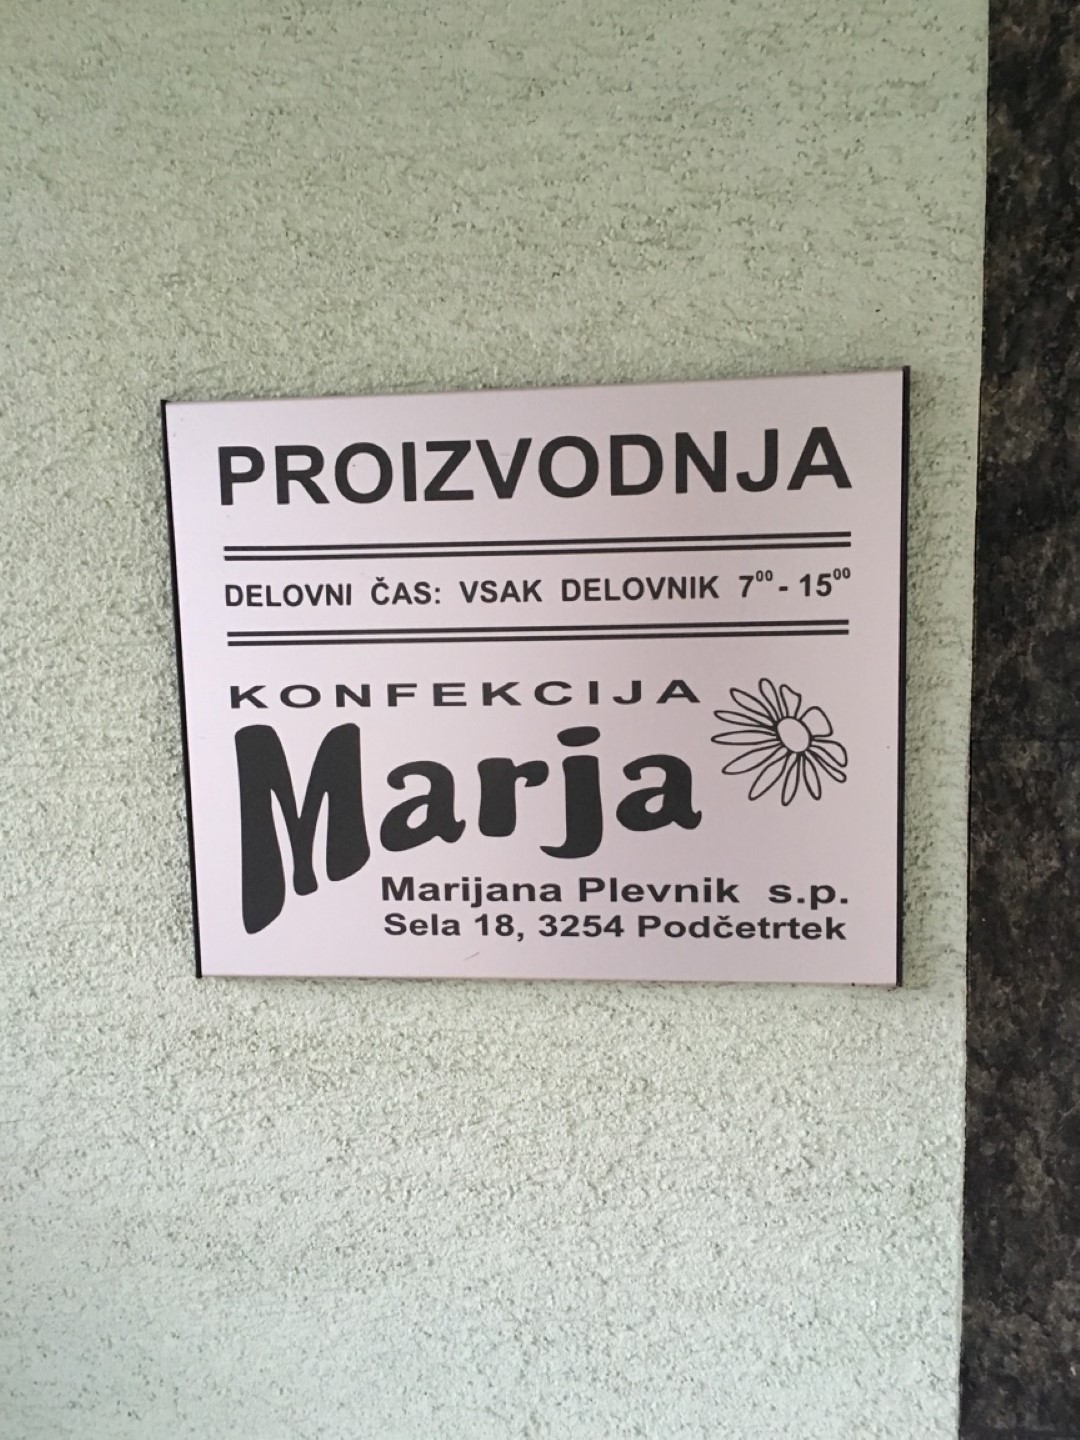 PROIZVODNJA
DELOVNI ČAS: VSAK DELOVNIK 7⁰⁰ - 15⁰⁰
KONFEKCIJA
Marja
Marijana Plevnik s.p.
Sela 18, 3254 Podčetrtek